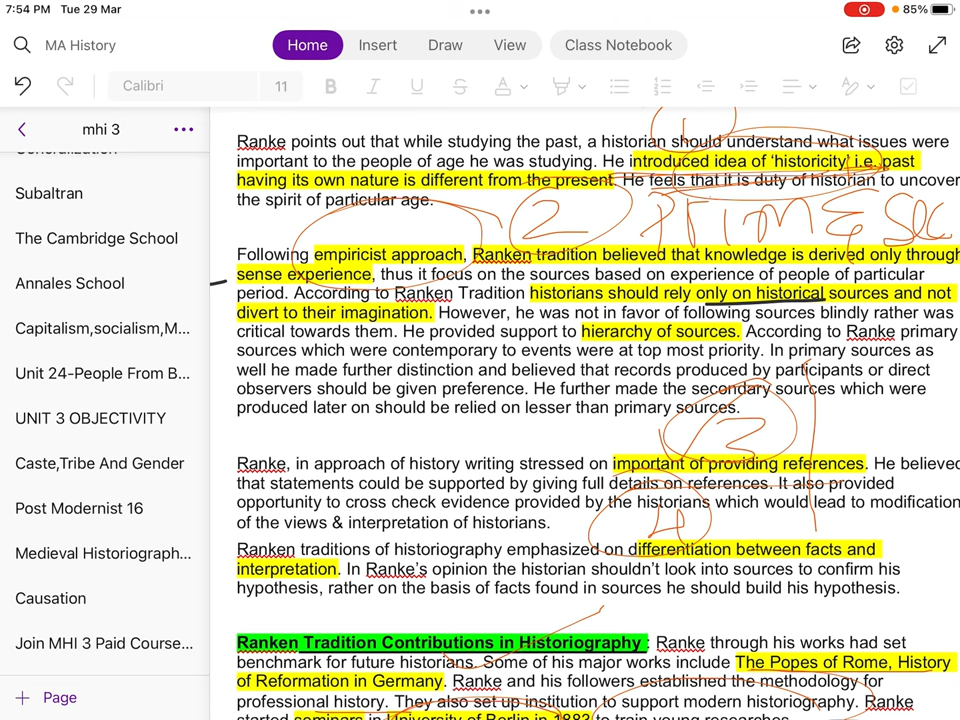 7:54 PM Tue 29 Mar
85%
MA History
Home
Insert
Draw
View
Class Notebook
Calibri
11
B
I
U
S
A
mhi 3
Subaltran
The Cambridge School
Annales School
Capitalism,socialism,M...
Unit 24-People From B...
UNIT 3 OBJECTIVITY
Caste,Tribe And Gender
Post Modernist 16
Medieval Historiograph...
Causation
Join MHI 3 Paid Course...
+ Page
Ranke points out that while studying the past, a historian should understand what issues were
important to the people of age he was studying. He introduced idea of ‘historicity’ i.e. past
having its own nature is different from the present. He feels that it is duty of historian to uncover
the spirit of particular age.
2
Prim & Sec
Following empiricist approach, Ranken tradition believed that knowledge is derived only through
sense experience, thus it focus on the sources based on experience of people of particular
period. According to Ranken Tradition historians should rely only on historical sources and not
divert to their imagination. However, he was not in favor of following sources blindly rather was
critical towards them. He provided support to hierarchy of sources. According to Ranke primary
sources which were contemporary to events were at top most priority. In primary sources as
well he made further distinction and believed that records produced by participants or direct
observers should be given preference. He further made the secondary sources which were
produced later on should be relied on lesser than primary sources.
3
Ranke, in approach of history writing stressed on important of providing references. He believed
that statements could be supported by giving full details on references. It also provided
opportunity to cross check evidence provided by the historians which would lead to modification
of the views & interpretation of historians.
4
Ranken traditions of historiography emphasized on differentiation between facts and
interpretation. In Ranke’s opinion the historian shouldn’t look into sources to confirm his
hypothesis, rather on the basis of facts found in sources he should build his hypothesis.
Ranken Tradition Contributions in Historiography : Ranke through his works had set
benchmark for future historians. Some of his major works include The Popes of Rome, History
of Reformation in Germany. Ranke and his followers established the methodology for
professional history. They also set up institution to support modern historiography. Ranke
started seminars in University of Berlin in 1883 to train young researchers.